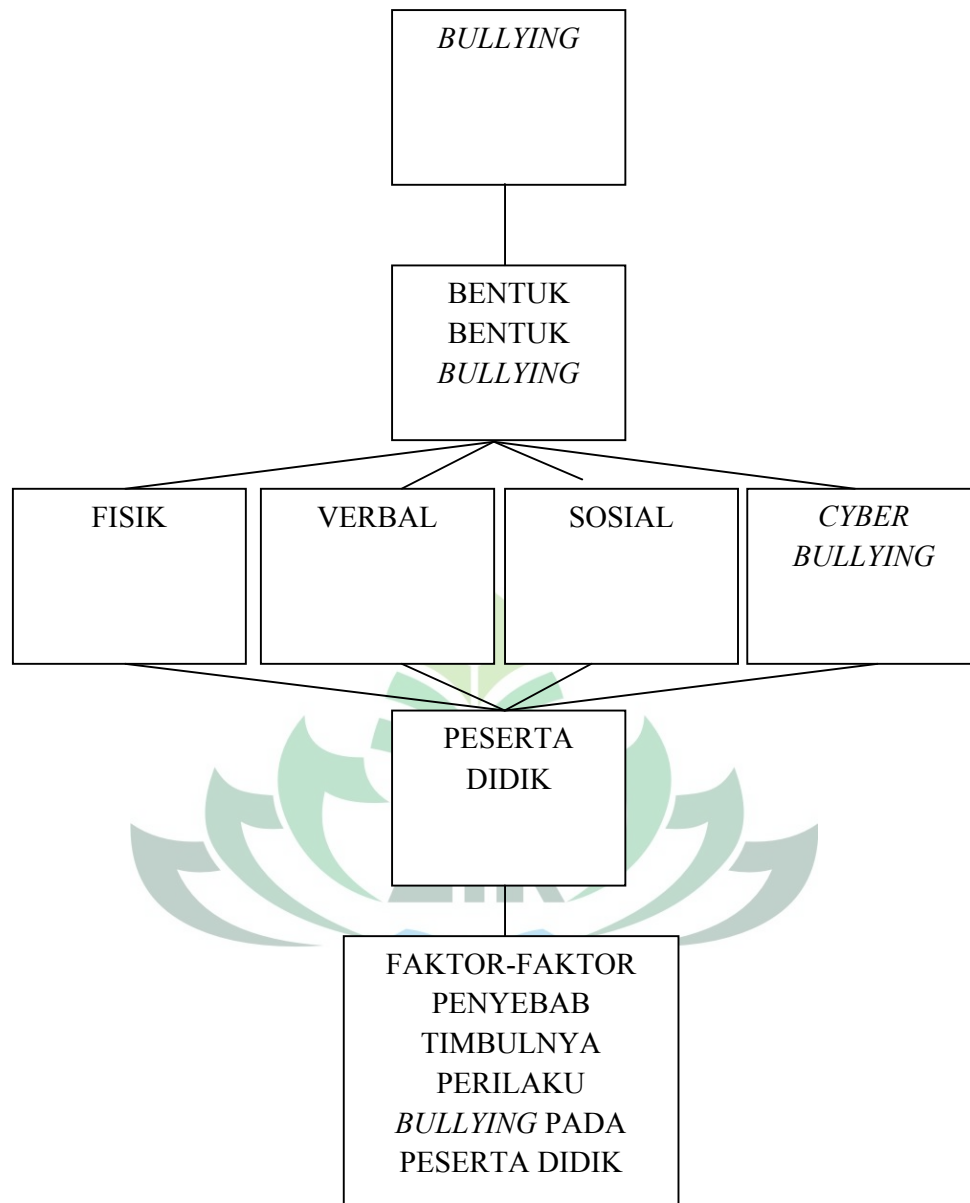 BULLYING
BENTUK
BENTUK
BULLYING
FISIK
VERBAL
SOSIAL
CYBER
BULLYING
PESERTA
DIDIK
FAKTOR-FAKTOR
PENYEBAB
TIMBULNYA
PERILAKU
BULLYING PADA
PESERTA DIDIK